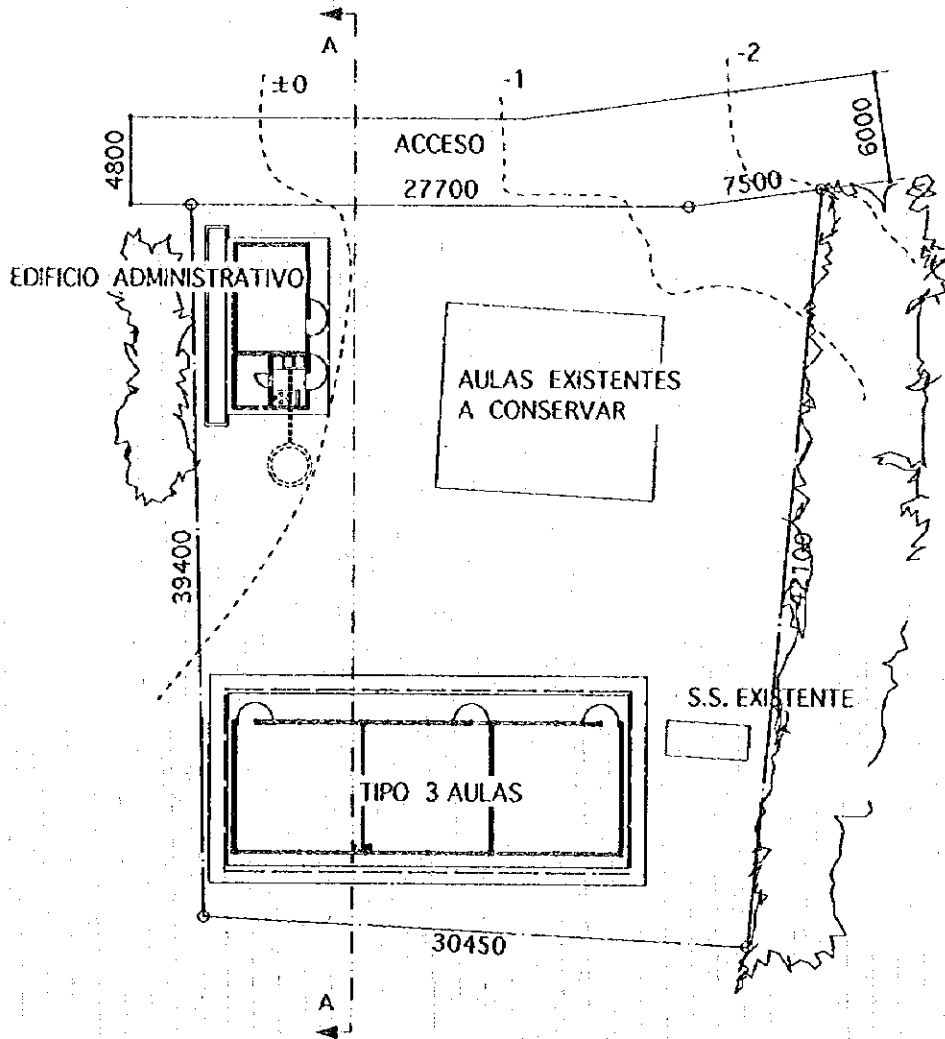 A
±0
-1
-2
4800
ACCESO
6000
27700
7500
EDIFICIO ADMINISTRATIVO
AULAS EXISTENTES
A CONSERVAR
39400
42100
S.S. EXISTENTE
TIPO 3 AULAS
30450
A